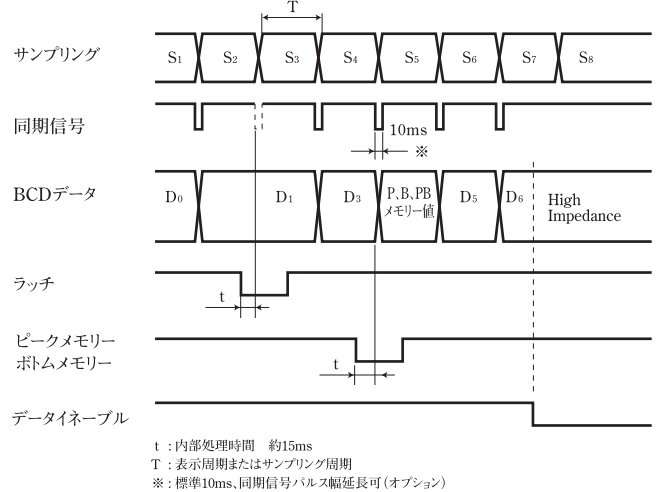 T
サンプリング
S1 S2 S3 S4 S5 S6 S7 S8
同期信号
10ms
※
BCDデータ
D0 D1 D3 P、B、PB メモリー値 D5 D6 High Impedance
ラッチ
t
ピークメモリー
ボトムメモリー
t
データイネーブル
t : 内部処理時間 約15ms
T : 表示周期またはサンプリング周期
※ : 標準10ms、同期信号パルス幅延長可(オプション)